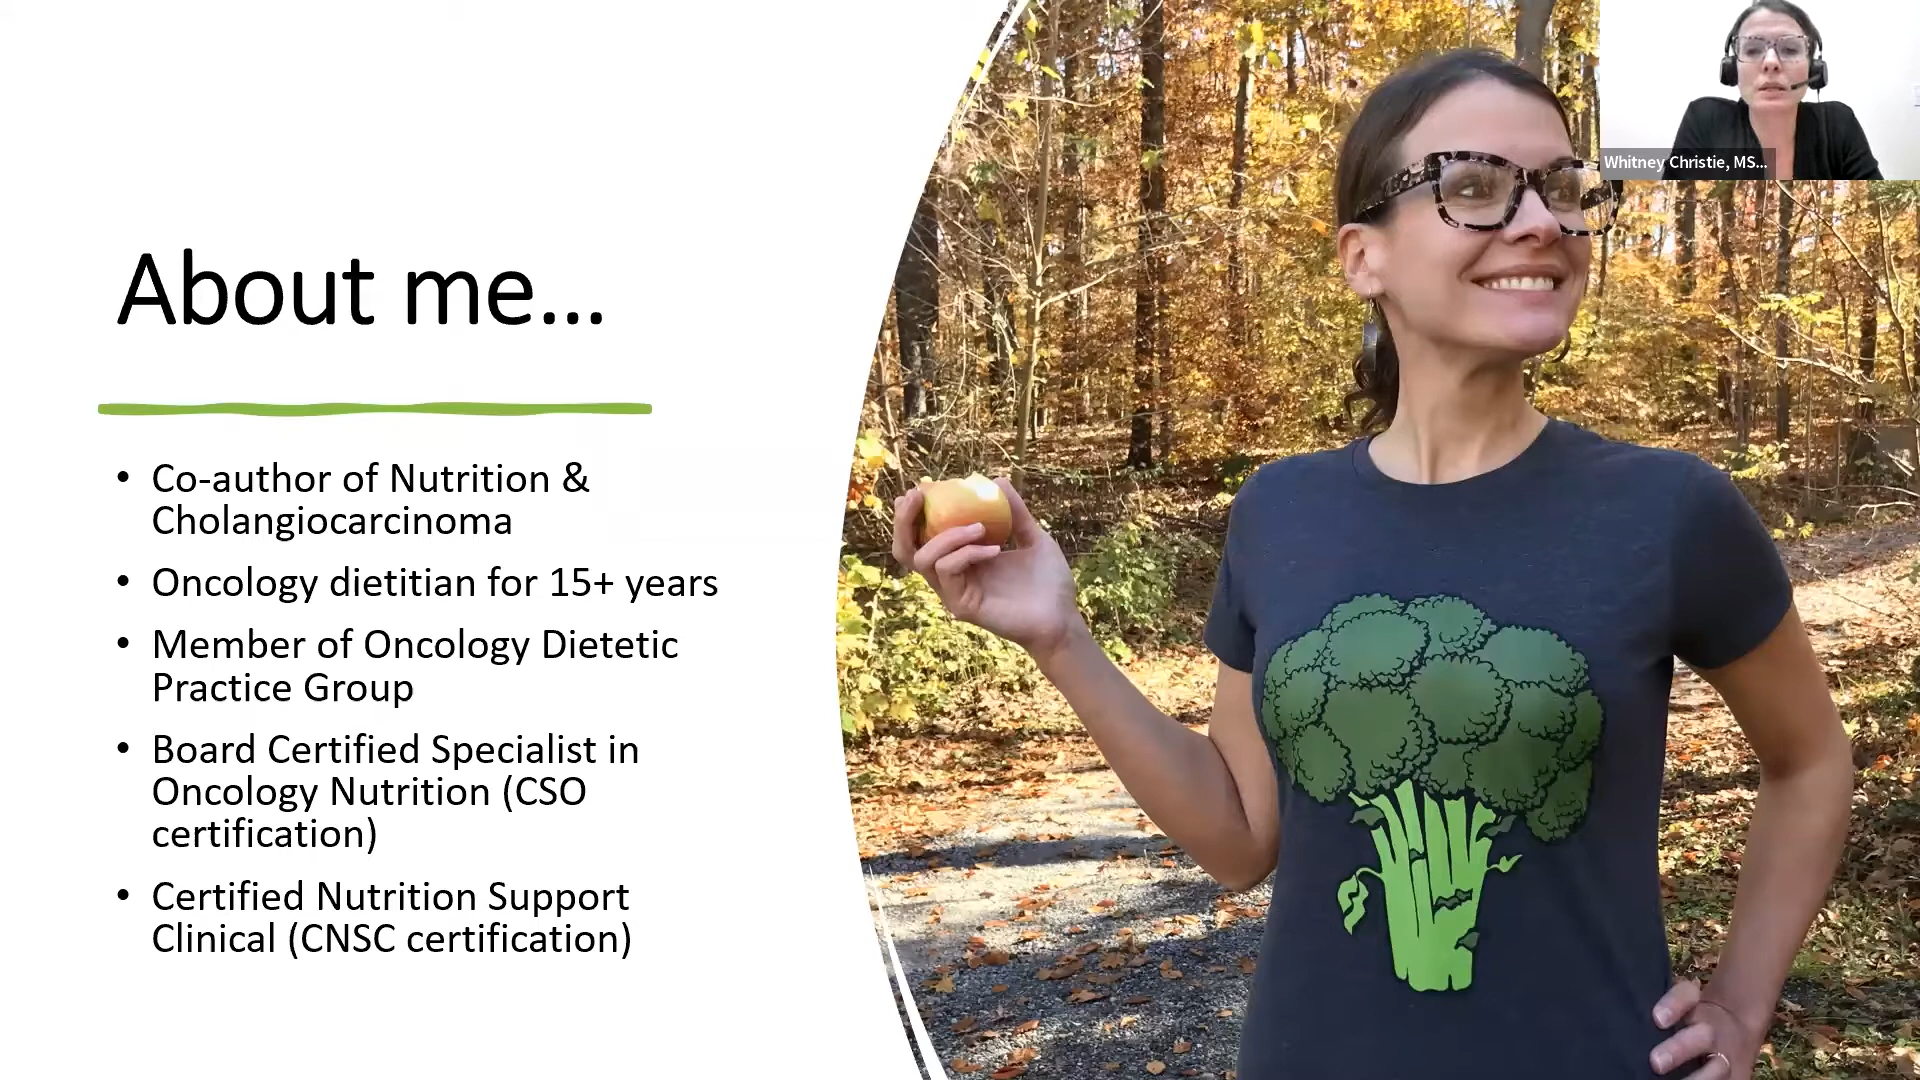 About me...
• Co-author of Nutrition &
Cholangiocarcinoma
• Oncology dietitian for 15+ years
• Member of Oncology Dietetic
Practice Group
• Board Certified Specialist in
Oncology Nutrition (CSO
certification)
• Certified Nutrition Support
Clinical (CNSC certification)
Whitney Christie, MS...